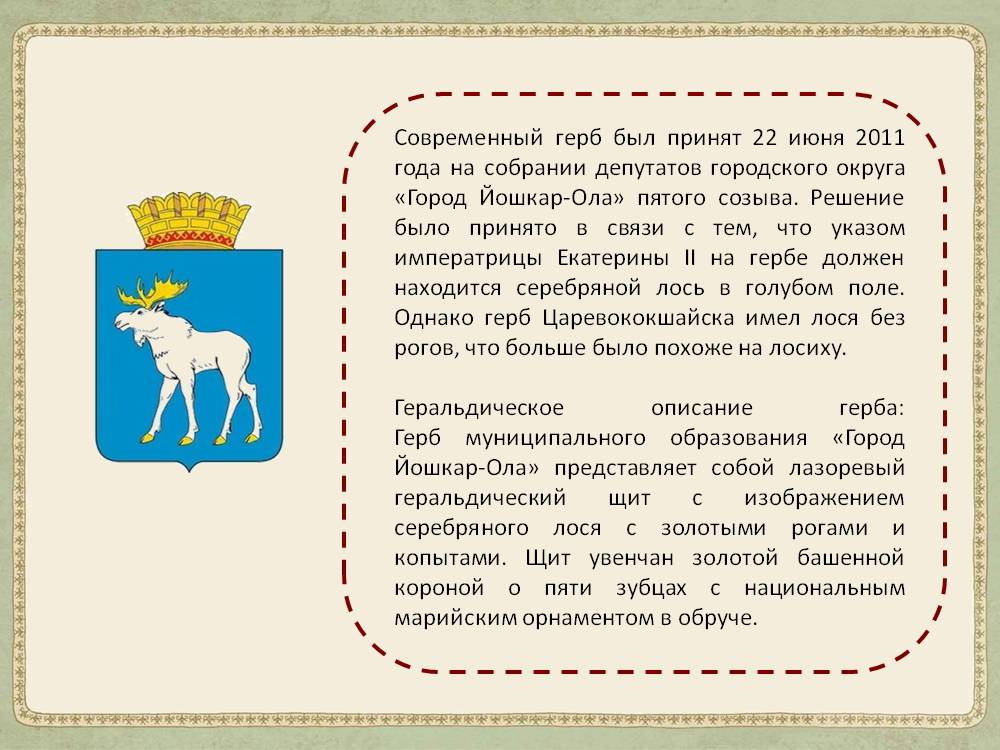 Современный герб был принят 22 июня 2011
года на собрании депутатов городского округа
«Город Йошкар-Ола» пятого созыва. Решение
было принято в связи с тем, что указом
императрицы Екатерины II на гербе должен
находится серебряной лось в голубом поле.
Однако герб Царевококшайска имел лося без
рогов, что больше было похоже на лосиху.
Геральдическое описание герба:
Герб муниципального образования «Город
Йошкар-Ола» представляет собой лазоревый
геральдический щит с изображением
серебряного лося с золотыми рогами и
копытами. Щит увенчан золотой башенной
короной о пяти зубцах с национальным
марийским орнаментом в обруче.